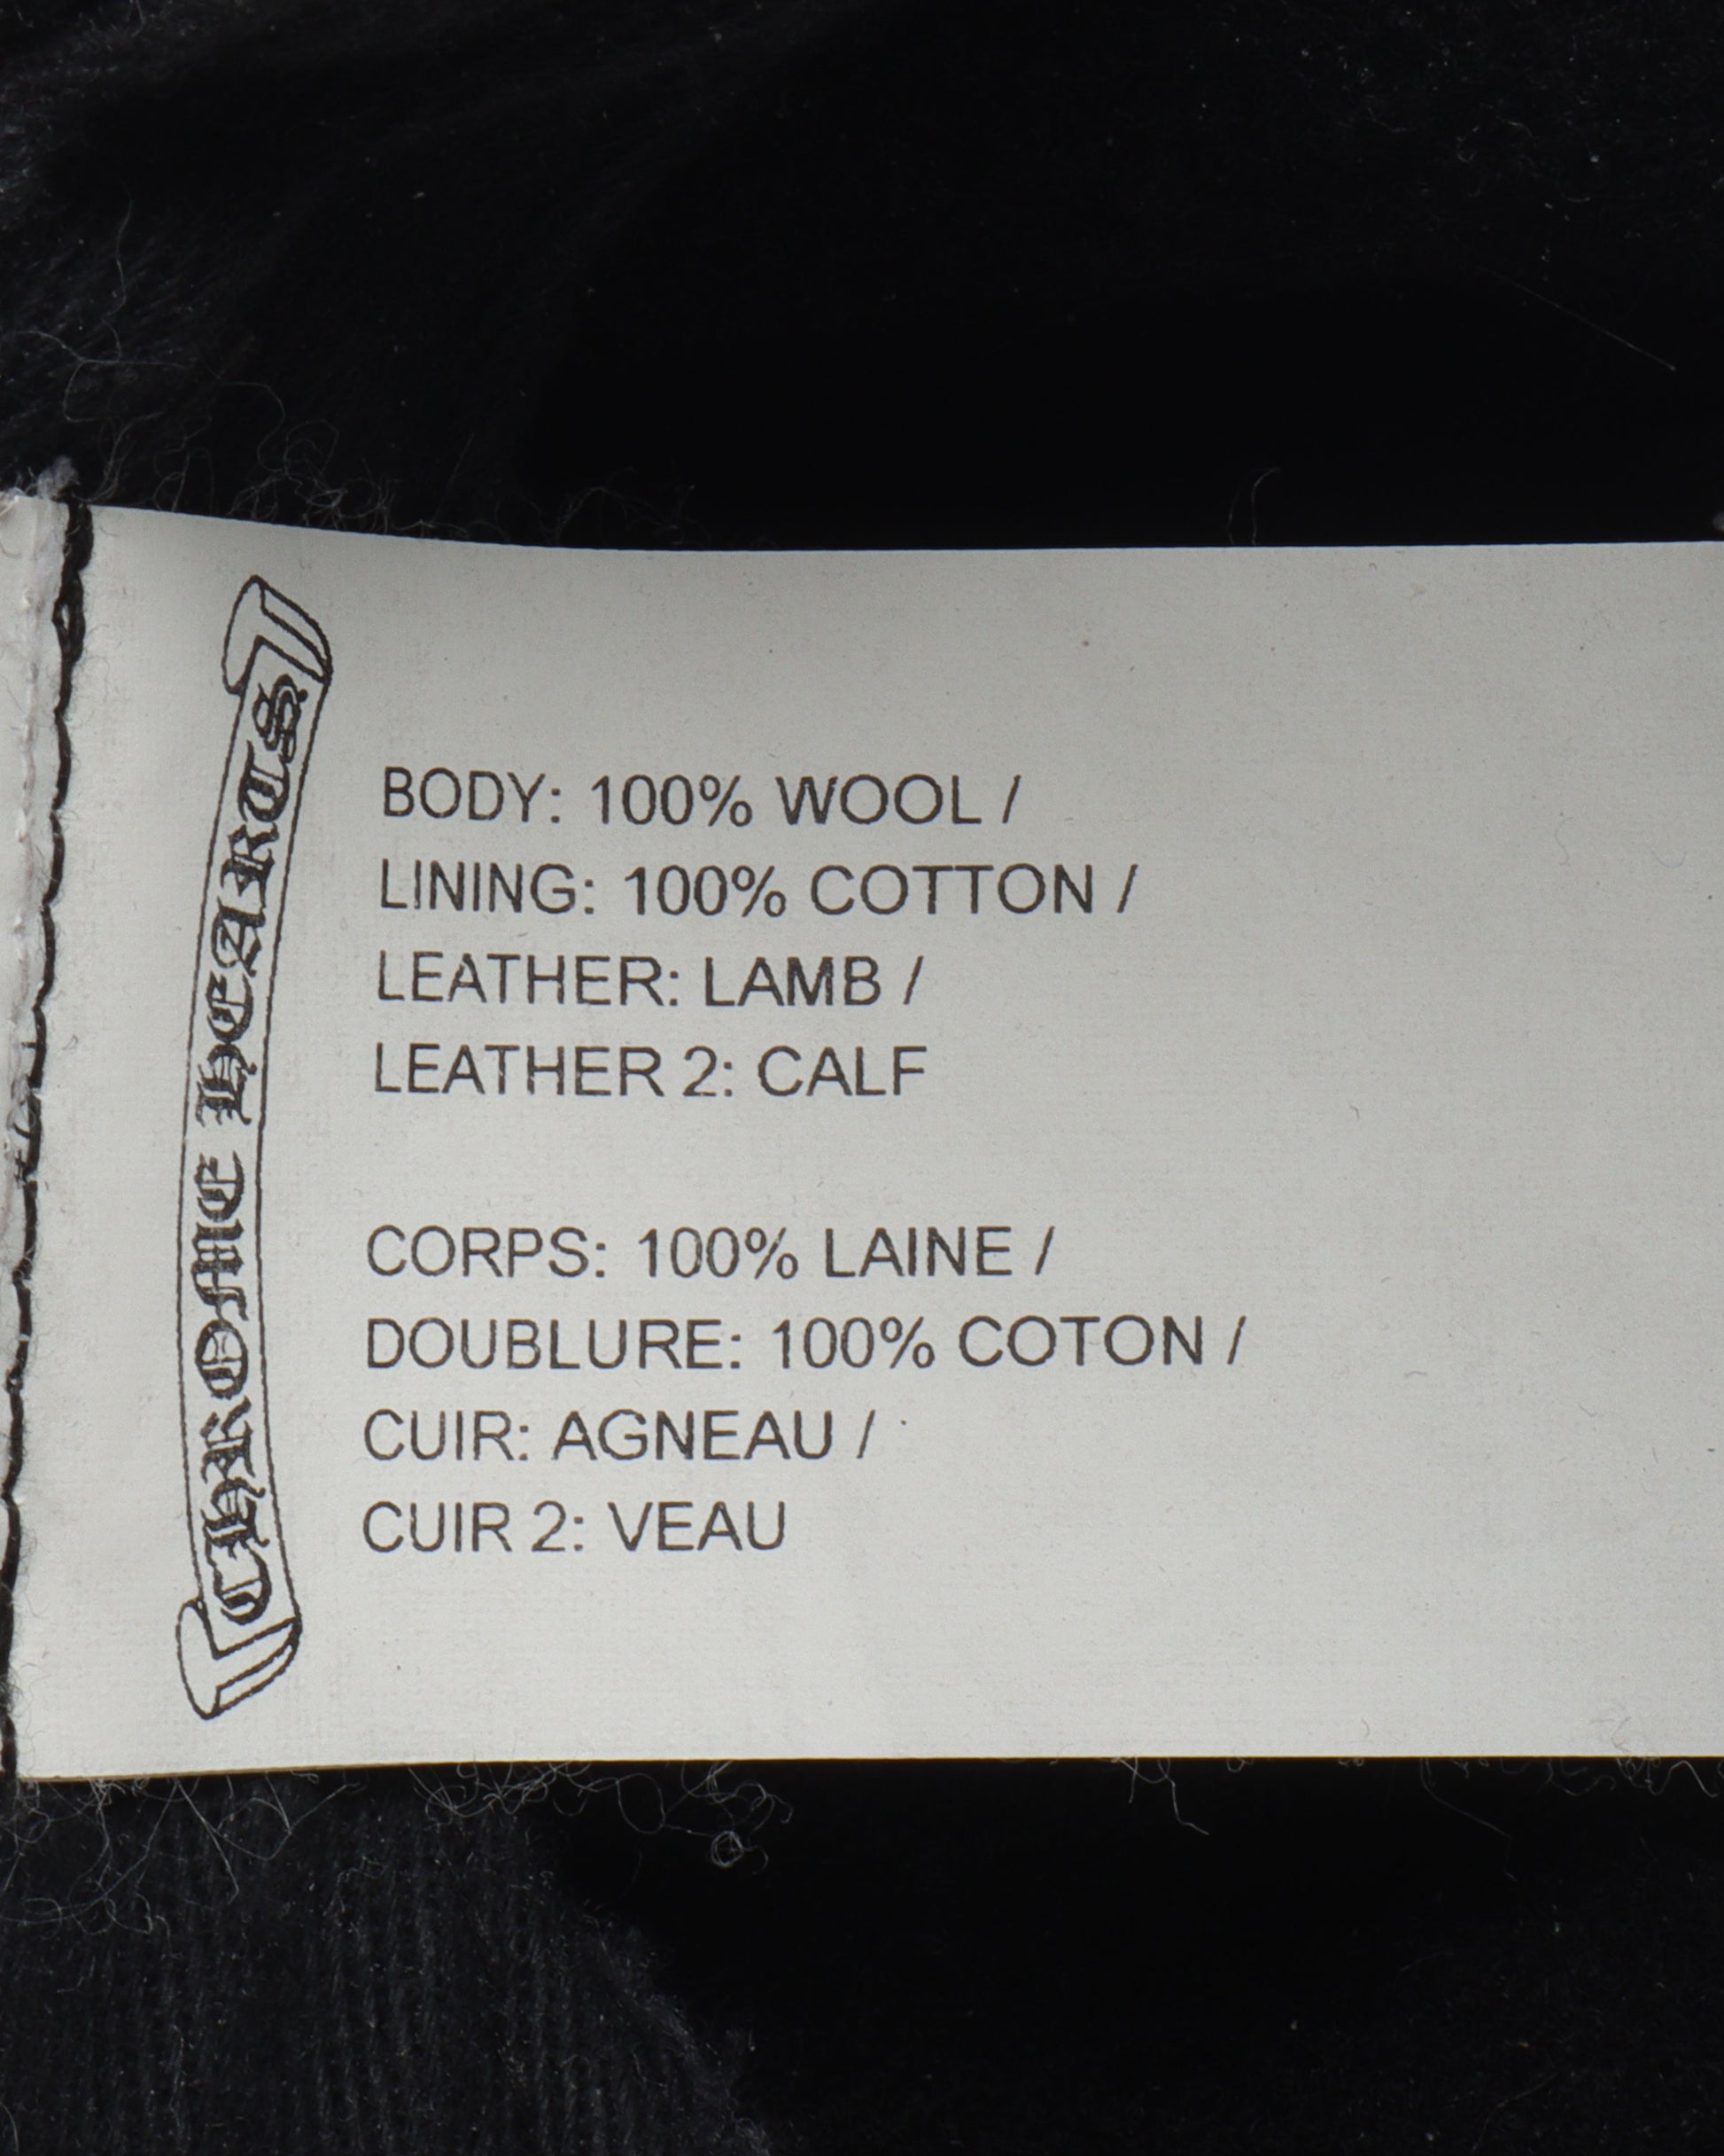 CHROME HEARTS
BODY: 100% WOOL /
LINING: 100% COTTON /
LEATHER: LAMB /
LEATHER 2: CALF
CORPS: 100% LAINE /
DOUBLURE: 100% COTON /
CUIR: AGNEAU /
CUIR 2: VEAU